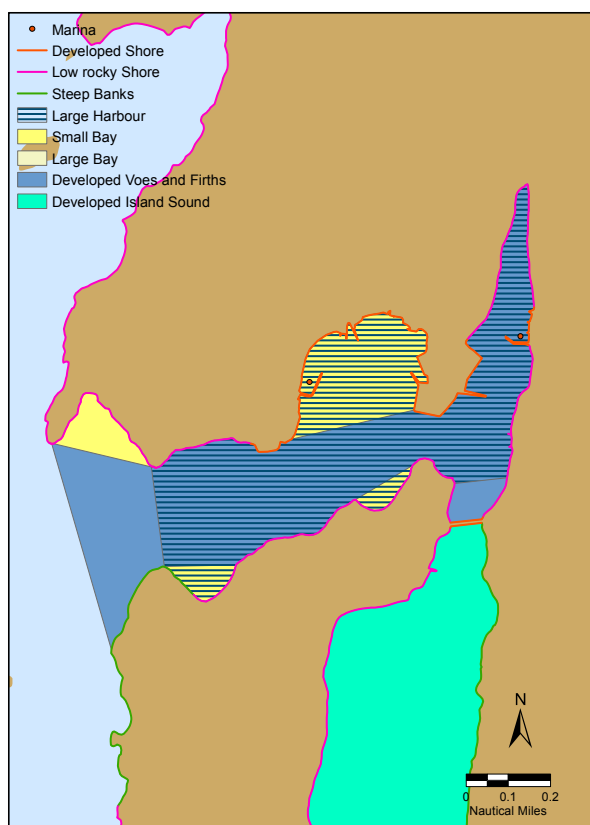 Marina
Developed Shore
Low rocky Shore
Steep Banks
Large Harbour
Small Bay
Large Bay
Developed Voes and Firths
Developed Island Sound
N
0 0.1 0.2
Nautical Miles